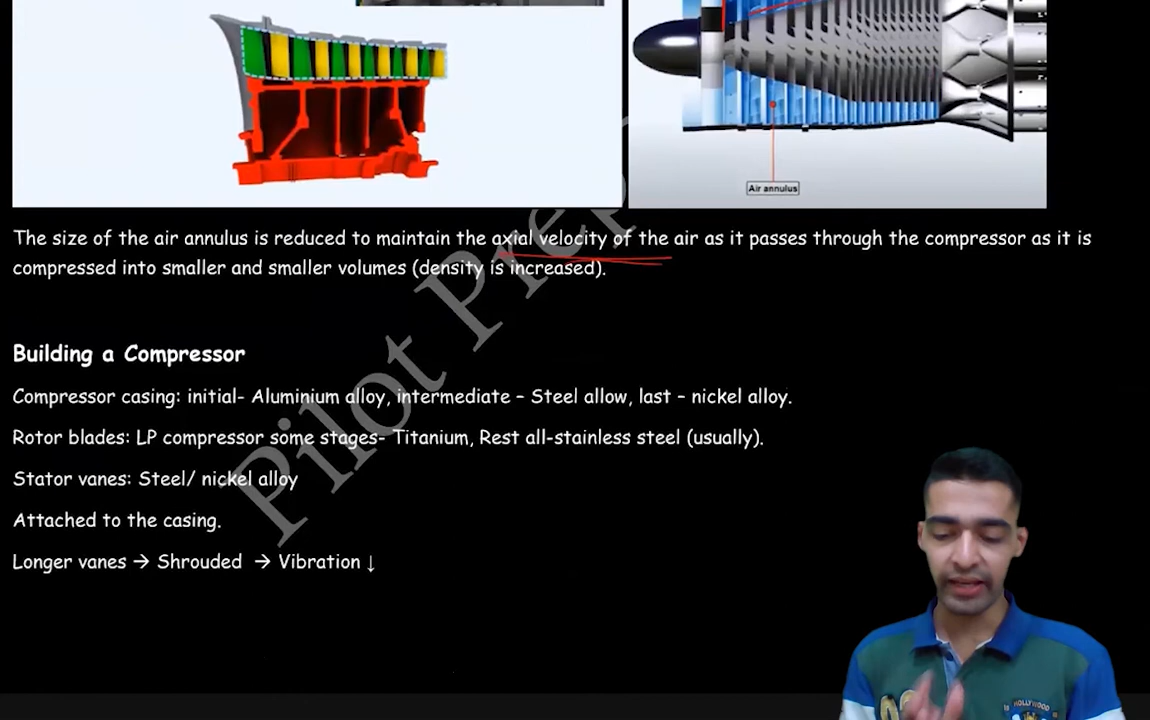 Air annulus
The size of the air annulus is reduced to maintain the axial velocity of the air as it passes through the compressor as it is
compressed into smaller and smaller volumes (density is increased).
Building a Compressor
Compressor casing: initial- Aluminium alloy, intermediate – Steel allow, last – nickel alloy.
Rotor blades: LP compressor some stages- Titanium, Rest all-stainless steel (usually).
Stator vanes: Steel/ nickel alloy
Attached to the casing.
Longer vanes → Shrouded → Vibration ↓
Pilot Prep
HOLLYWOOD